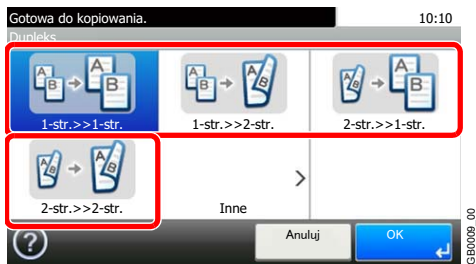 Gotowa do kopiowania. 10:10
Dupleks
A B A B
A B A B
A B A B
1-str.>>1-str. 1-str.>>2-str. 2-str.>>1-str.
A B A B
2-str.>>2-str. Inne
? Anuluj OK
GB0009_00